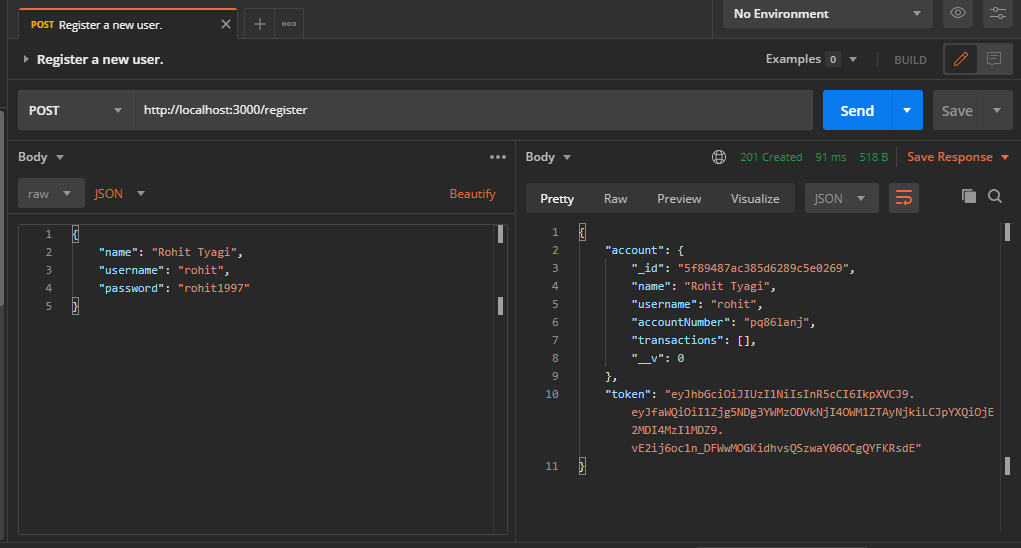 POST Register a new user.
No Environment
Register a new user.
Examples 0
BUILD
POST
http://localhost:3000/register
Send
Save
Body
raw
JSON
Beautify
1 {
2 "name": "Rohit Tyagi",
3 "username": "rohit",
4 "password": "rohit1997"
5 }
Body
201 Created 91 ms 518 B Save Response
Pretty Raw Preview Visualize JSON
1 {
2 "account": {
3 "_id": "5f89487ac385d6289c5e0269",
4 "name": "Rohit Tyagi",
5 "username": "rohit",
6 "accountNumber": "pq86lanj",
7 "transactions": [],
8 "__v": 0
9 },
10 "token": "eyJhbGciOiJIUzI1NiIsInR5cCI6IkpXVCJ9.
eyJfaWQiOiI1Zjg5NDg3YWMzODVkNjI4OWM1ZTAyNjkiLCJpYXQiOjE
2MDI4MzI1MDZ9.
vE2ij6oc1n_DFWwMOGKidhvsQSzwaY06OCgQYFKRsdE"
11 }